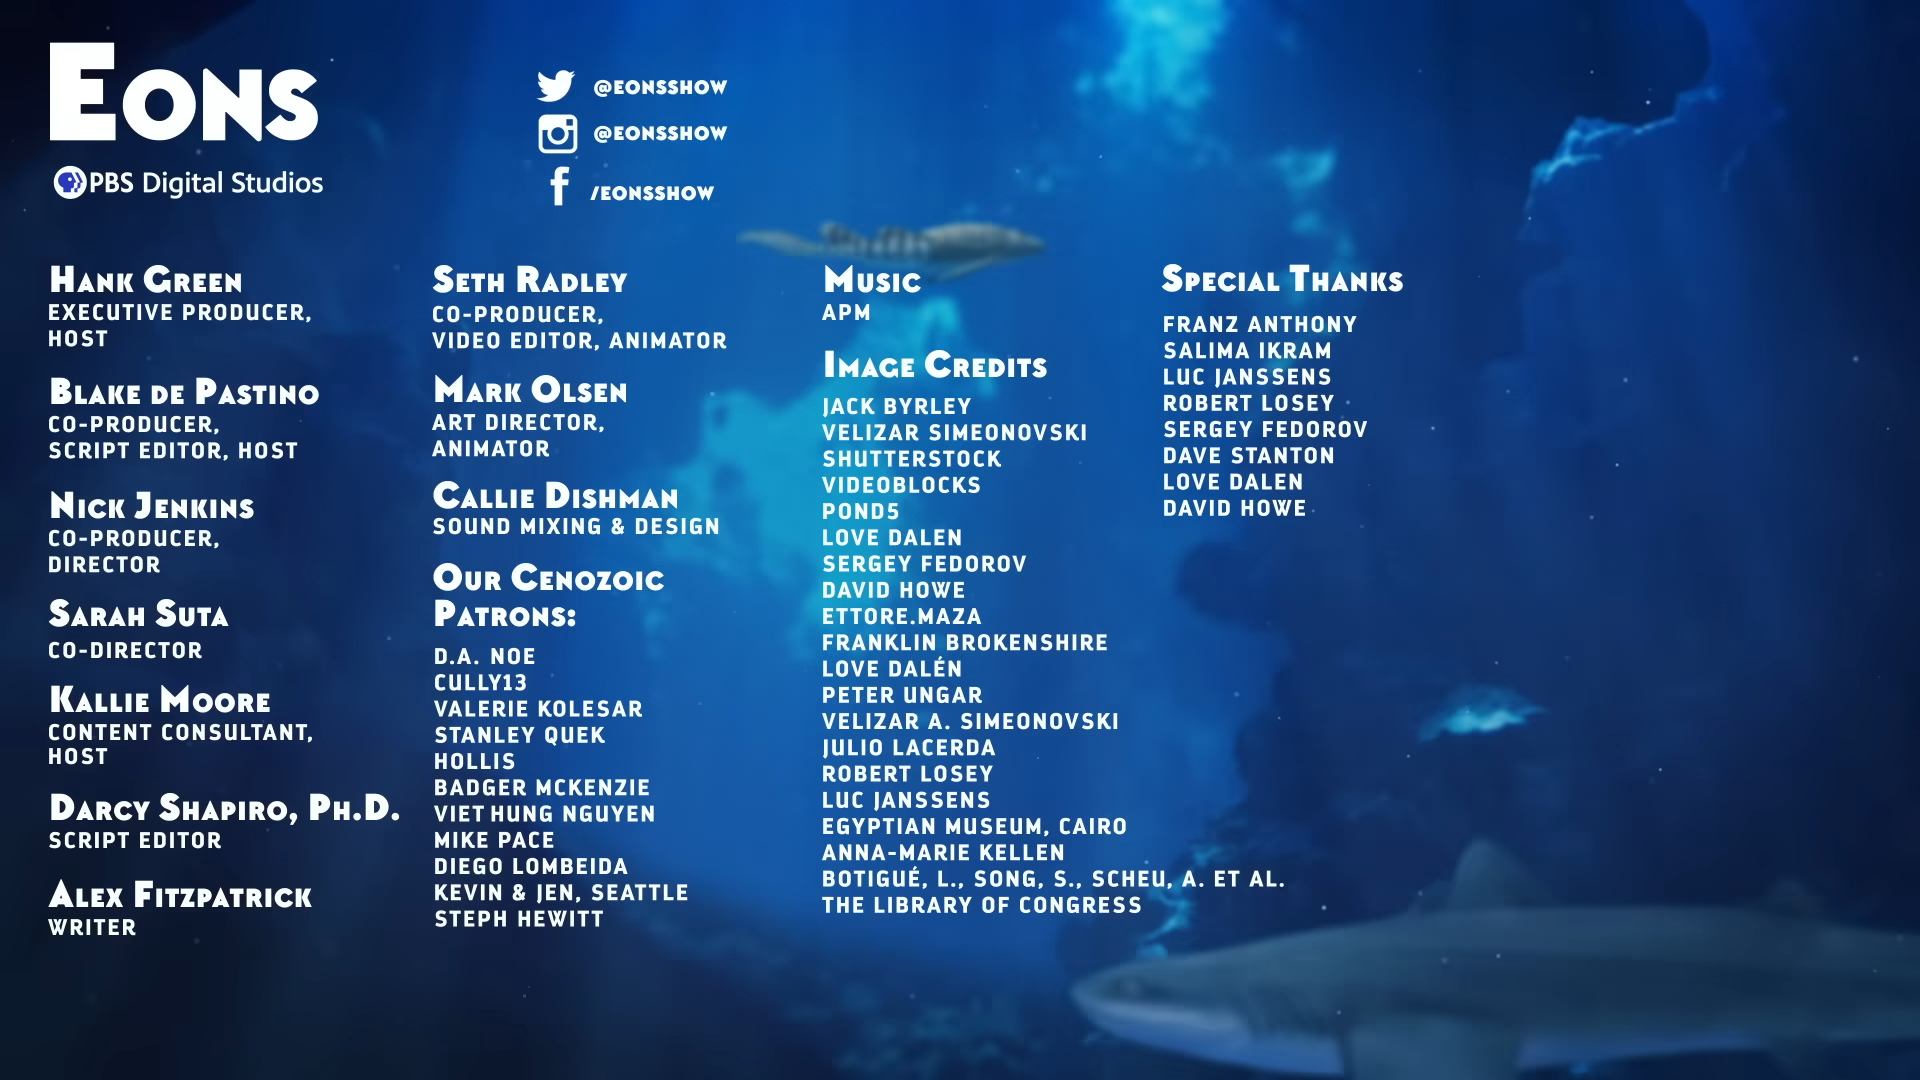 EONS
PBS Digital Studios
@EONSSHOW
@EONSSHOW
/EONSSHOW
HANK GREEN
EXECUTIVE PRODUCER,
HOST
BLAKE DE PASTINO
CO-PRODUCER,
SCRIPT EDITOR, HOST
NICK JENKINS
CO-PRODUCER,
DIRECTOR
SARAH SUTA
CO-DIRECTOR
KALLIE MOORE
CONTENT CONSULTANT,
HOST
DARCY SHAPIRO, PH.D.
SCRIPT EDITOR
ALEX FITZPATRICK
WRITER
SETH RADLEY
CO-PRODUCER,
VIDEO EDITOR, ANIMATOR
MARK OLSEN
ART DIRECTOR,
ANIMATOR
CALLIE DISHMAN
SOUND MIXING & DESIGN
OUR CENOZOIC
PATRONS:
D.A. NOE
CULLY13
VALERIE KOLESAR
STANLEY QUEK
HOLLIS
BADGER MCKENZIE
VIET HUNG NGUYEN
MIKE PACE
DIEGO LOMBEIDA
KEVIN & JEN, SEATTLE
STEPH HEWITT
MUSIC
APM
IMAGE CREDITS
JACK BYRLEY
VELIZAR SIMEONOVSKI
SHUTTERSTOCK
VIDEOBLOCKS
POND5
LOVE DALEN
SERGEY FEDOROV
DAVID HOWE
ETTORE.MAZA
FRANKLIN BROKENSHIRE
LOVE DALÉN
PETER UNGAR
VELIZAR A. SIMEONOVSKI
JULIO LACERDA
ROBERT LOSEY
LUC JANSSENS
EGYPTIAN MUSEUM, CAIRO
ANNA-MARIE KELLEN
BOTIGUÉ, L., SONG, S., SCHEU, A. ET AL.
THE LIBRARY OF CONGRESS
SPECIAL THANKS
FRANZ ANTHONY
SALIMA IKRAM
LUC JANSSENS
ROBERT LOSEY
SERGEY FEDOROV
DAVE STANTON
LOVE DALEN
DAVID HOWE